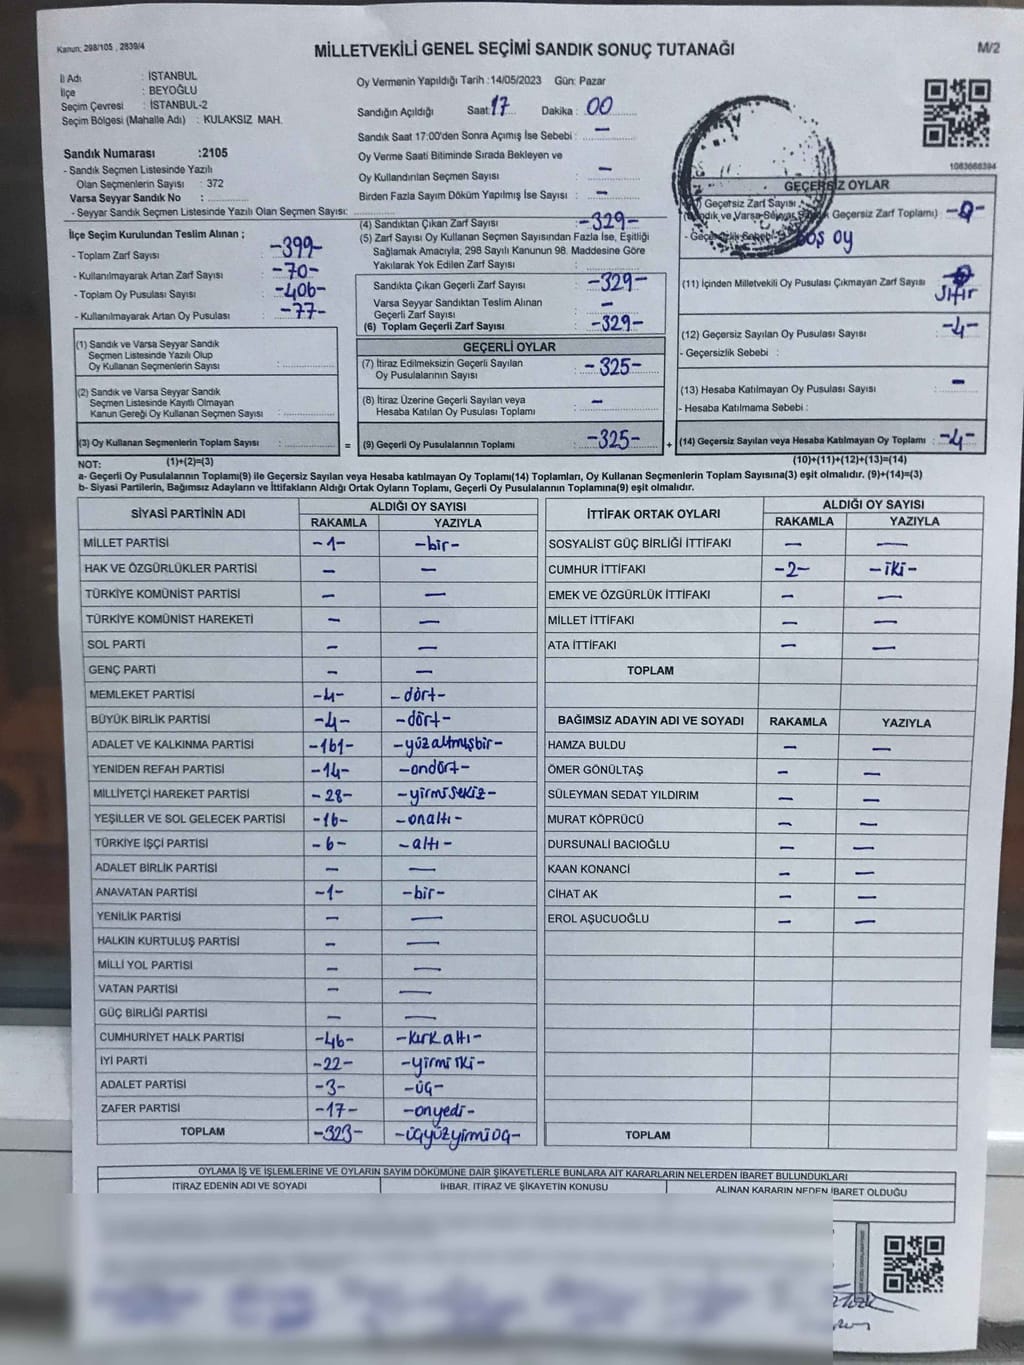 Kanun: 298/105 , 2839/4
MİLLETVEKİLİ GENEL SEÇİMİ SANDIK SONUÇ TUTANAĞI
M/2
İl Adı : İSTANBUL
İlçe : BEYOĞLU
Seçim Çevresi : İSTANBUL-2
Seçim Bölgesi (Mahalle Adı) : KULAKSIZ MAH.
Sandık Numarası :2105
- Sandık Seçmen Listesinde Yazılı
Olan Seçmenlerin Sayısı : 372
Varsa Seyyar Sandık No :
- Seyyar Sandık Seçmen Listesinde Yazılı Olan Seçmen Sayısı:
İlçe Seçim Kurulundan Teslim Alınan ;
- Toplam Zarf Sayısı : -399-
- Kullanılmayarak Artan Zarf Sayısı : -70-
- Toplam Oy Pusulası Sayısı : -406-
- Kullanılmayarak Artan Oy Pusulası : -77-
(1) Sandık ve Varsa Seyyar Sandık
Seçmen Listesinde Yazılı Olup
Oy Kullanan Seçmenlerin Sayısı :
(2) Sandık ve Varsa Seyyar Sandık
Seçmen Listesinde Kayıtlı Olmayan
Kanun Gereği Oy Kullanan Seçmen Sayısı :
(3) Oy Kullanan Seçmenlerin Toplam Sayısı :
(1)+(2)=(3)
Oy Vermenin Yapıldığı Tarih :14/05/2023 Gün: Pazar
Sandığın Açıldığı Saat: 17 Dakika : 00
Sandık Saat 17:00'den Sonra Açımış İse Sebebi : -
Oy Verme Saati Bitiminde Sırada Bekleyen ve
Oy Kullandırılan Seçmen Sayısı : -
Birden Fazla Sayım Döküm Yapılmış İse Sayısı : -
(4) Sandıktan Çıkan Zarf Sayısı : -329-
(5) Zarf Sayısı Oy Kullanan Seçmen Sayısından Fazla İse, Eşitliği
Sağlamak Amacıyla, 298 Sayılı Kanunun 98. Maddesine Göre
Yakılarak Yok Edilen Zarf Sayısı :
Sandıkta Çıkan Geçerli Zarf Sayısı : -329-
Varsa Seyyar Sandıktan Teslim Alınan
Geçerli Zarf Sayısı : -
(6) Toplam Geçerli Zarf Sayısı : -329-
GEÇERLİ OYLAR
(7) İtiraz Edilmeksizin Geçerli Sayılan
Oy Pusulalarının Sayısı : -325-
(8) İtiraz Üzerine Geçerli Sayılan veya
Hesaba Katılan Oy Pusulası Toplamı : -
= (9) Geçerli Oy Pusulalarının Toplamı : -325- +
1083668394
GEÇERSİZ OYLAR
Geçersiz Zarf Sayısı
Geçersiz Zarf Toplamı) -0-
boş oy
(11) İçinden Milletvekili Oy Pusulası Çıkmayan Zarf Sayısı
Sıfır
(12) Geçersiz Sayılan Oy Pusulası Sayısı : -4-
- Geçersizlik Sebebi :
(13) Hesaba Katılmayan Oy Pusulası Sayısı : -
- Hesaba Katılmama Sebebi :
(14) Geçersiz Sayılan veya Hesaba Katılmayan Oy Toplamı : -4-
(10)+(11)+(12)+(13)=(14)
NOT:
a- Geçerli Oy Pusulalarının Toplamı(9) ile Geçersiz Sayılan veya Hesaba katılmayan Oy Toplamı(14) Toplamları, Oy Kullanan Seçmenlerin Toplam Sayısına(3) eşit olmalıdır. (9)+(14)=(3)
b- Siyasi Partilerin, Bağımsız Adayların ve İttifakların Aldığı Ortak Oyların Toplamı, Geçerli Oy Pusulalarının Toplamına(9) eşit olmalıdır.
SİYASİ PARTİNİN ADI ALDIĞI OY SAYISI
RAKAMLA YAZIYLA
MİLLET PARTİSİ -1- -bir-
HAK VE ÖZGÜRLÜKLER PARTİSİ - -
TÜRKİYE KOMÜNİST PARTİSİ - -
TÜRKİYE KOMÜNİST HAREKETİ - -
SOL PARTİ - -
GENÇ PARTİ - -
MEMLEKET PARTİSİ -4- -dört-
BÜYÜK BİRLİK PARTİSİ -4- -dört-
ADALET VE KALKINMA PARTİSİ -161- -yüzaltmışbir-
YENİDEN REFAH PARTİSİ -14- -ondört-
MİLLİYETÇİ HAREKET PARTİSİ -28- -yirmisekiz-
YEŞİLLER VE SOL GELECEK PARTİSİ -16- -onaltı-
TÜRKİYE İŞÇİ PARTİSİ -6- -altı-
ADALET BİRLİK PARTİSİ - -
ANAVATAN PARTİSİ -1- -bir-
YENİLİK PARTİSİ - -
HALKIN KURTULUŞ PARTİSİ - -
MİLLİ YOL PARTİSİ - -
VATAN PARTİSİ - -
GÜÇ BİRLİĞİ PARTİSİ - -
CUMHURİYET HALK PARTİSİ -46- -kırkaltı-
İYİ PARTİ -22- -yirmiiki-
ADALET PARTİSİ -3- -üç-
ZAFER PARTİSİ -17- -onyedi-
TOPLAM -323- -üçyüzyirmiüç-
İTTİFAK ORTAK OYLARI ALDIĞI OY SAYISI
RAKAMLA YAZIYLA
SOSYALİST GÜÇ BİRLİĞİ İTTİFAKI - -
CUMHUR İTTİFAKI -2- -iki-
EMEK VE ÖZGÜRLÜK İTTİFAKI - -
MİLLET İTTİFAKI - -
ATA İTTİFAKI - -
TOPLAM
BAĞIMSIZ ADAYIN ADI VE SOYADI RAKAMLA YAZIYLA
HAMZA BULDU - -
ÖMER GÖNÜLTAŞ - -
SÜLEYMAN SEDAT YILDIRIM - -
MURAT KÖPRÜCÜ - -
DURSUNALİ BACIOĞLU - -
KAAN KONANCİ - -
CİHAT AK - -
EROL AŞUCUOĞLU - -
TOPLAM
OYLAMA İŞ VE İŞLEMLERİNE VE OYLARIN SAYIM DÖKÜMÜNE DAİR ŞİKAYETLERLE BUNLARA AİT KARARLARIN NELERDEN İBARET BULUNDUKLARI
İTİRAZ EDENİN ADI VE SOYADI İHBAR, İTİRAZ VE ŞİKAYETİN KONUSU ALINAN KARARIN NEDEN İBARET OLDUĞU